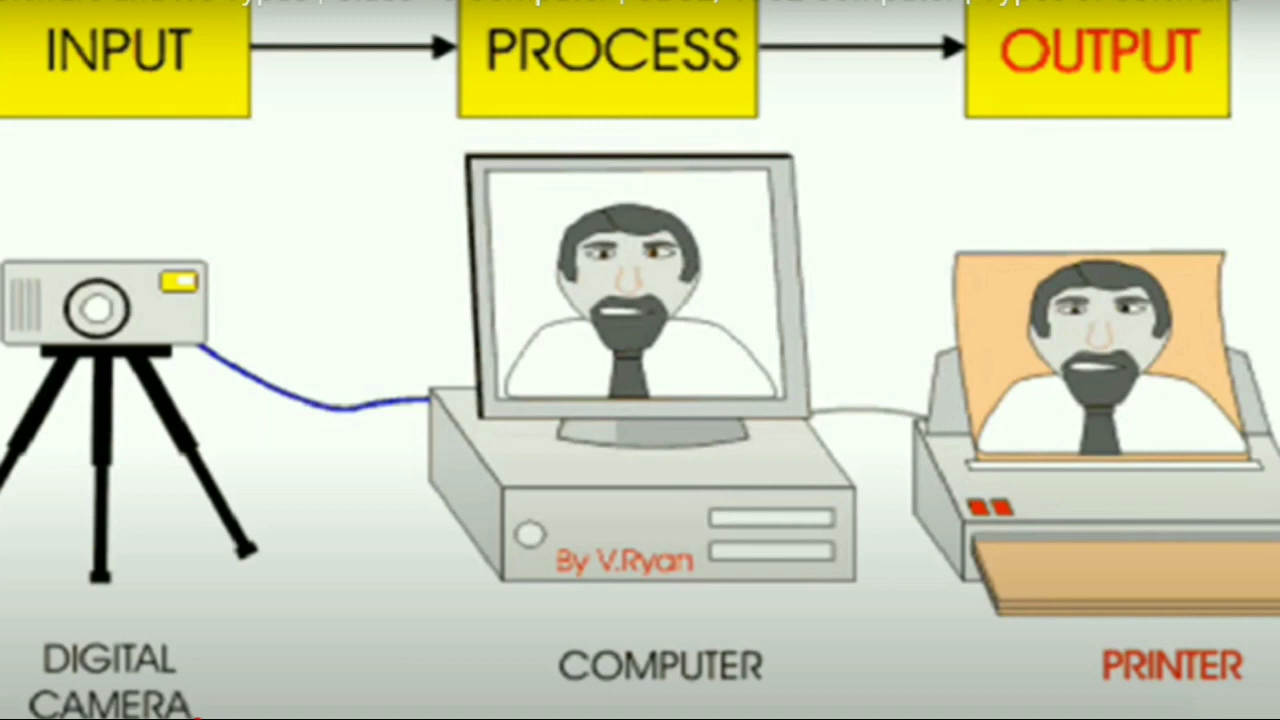 INPUT
PROCESS
OUTPUT
By V.Ryan
DIGITAL
CAMERA
COMPUTER
PRINTER